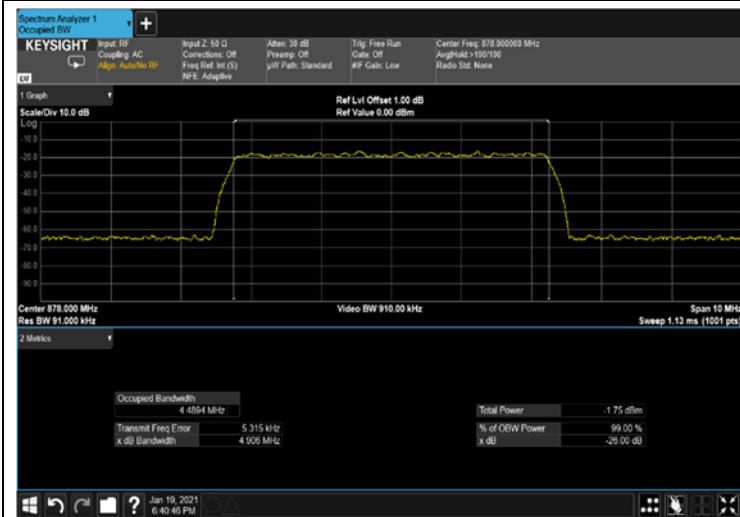 Spectrum Analyzer 1
Occupied BW
+
KEYSIGHT
Input: RF
Coupling: AC
Align: Auto/No RF
Input Z: 50 Ω
Corrections: Off
Freq Ref: Int (S)
NFE: Adaptive
Atten: 30 dB
Preamp: Off
µW Path: Standard
Trig: Free Run
Gate: Off
#IF Gain: Low
Center Freq: 878.000000 MHz
Avg|Hold:>100/100
Radio Std: None
1 Graph
Scale/Div 10.0 dB
Ref Lvl Offset 1.00 dB
Ref Value 0.00 dBm
Log
-10.0
-20.0
-30.0
-40.0
-50.0
-60.0
-70.0
-80.0
-90.0
Center 878.000 MHz
Res BW 91.000 kHz
Video BW 910.00 kHz
Span 10 MHz
Sweep 1.13 ms (1001 pts)
2 Metrics
Occupied Bandwidth
4.4894 MHz
Transmit Freq Error 5.315 kHz
x dB Bandwidth 4.906 MHz
Total Power -1.75 dBm
% of OBW Power 99.00 %
x dB -26.00 dB
?
Jan 19, 2021
6:40:46 PM